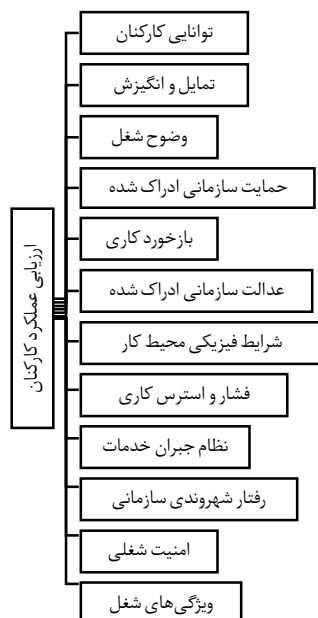 توانایی کارکنان
تمایل و انگیزش
وضوح شغل
حمایت سازمانی ادراک شده
بازخورد کاری
عدالت سازمانی ادراک شده
شرایط فیزیکی محیط کار
فشار و استرس کاری
نظام جبران خدمات
رفتار شهروندی سازمانی
امنیت شغلی
ویژگی‌های شغل
ارزیابی عملکرد کارکنان